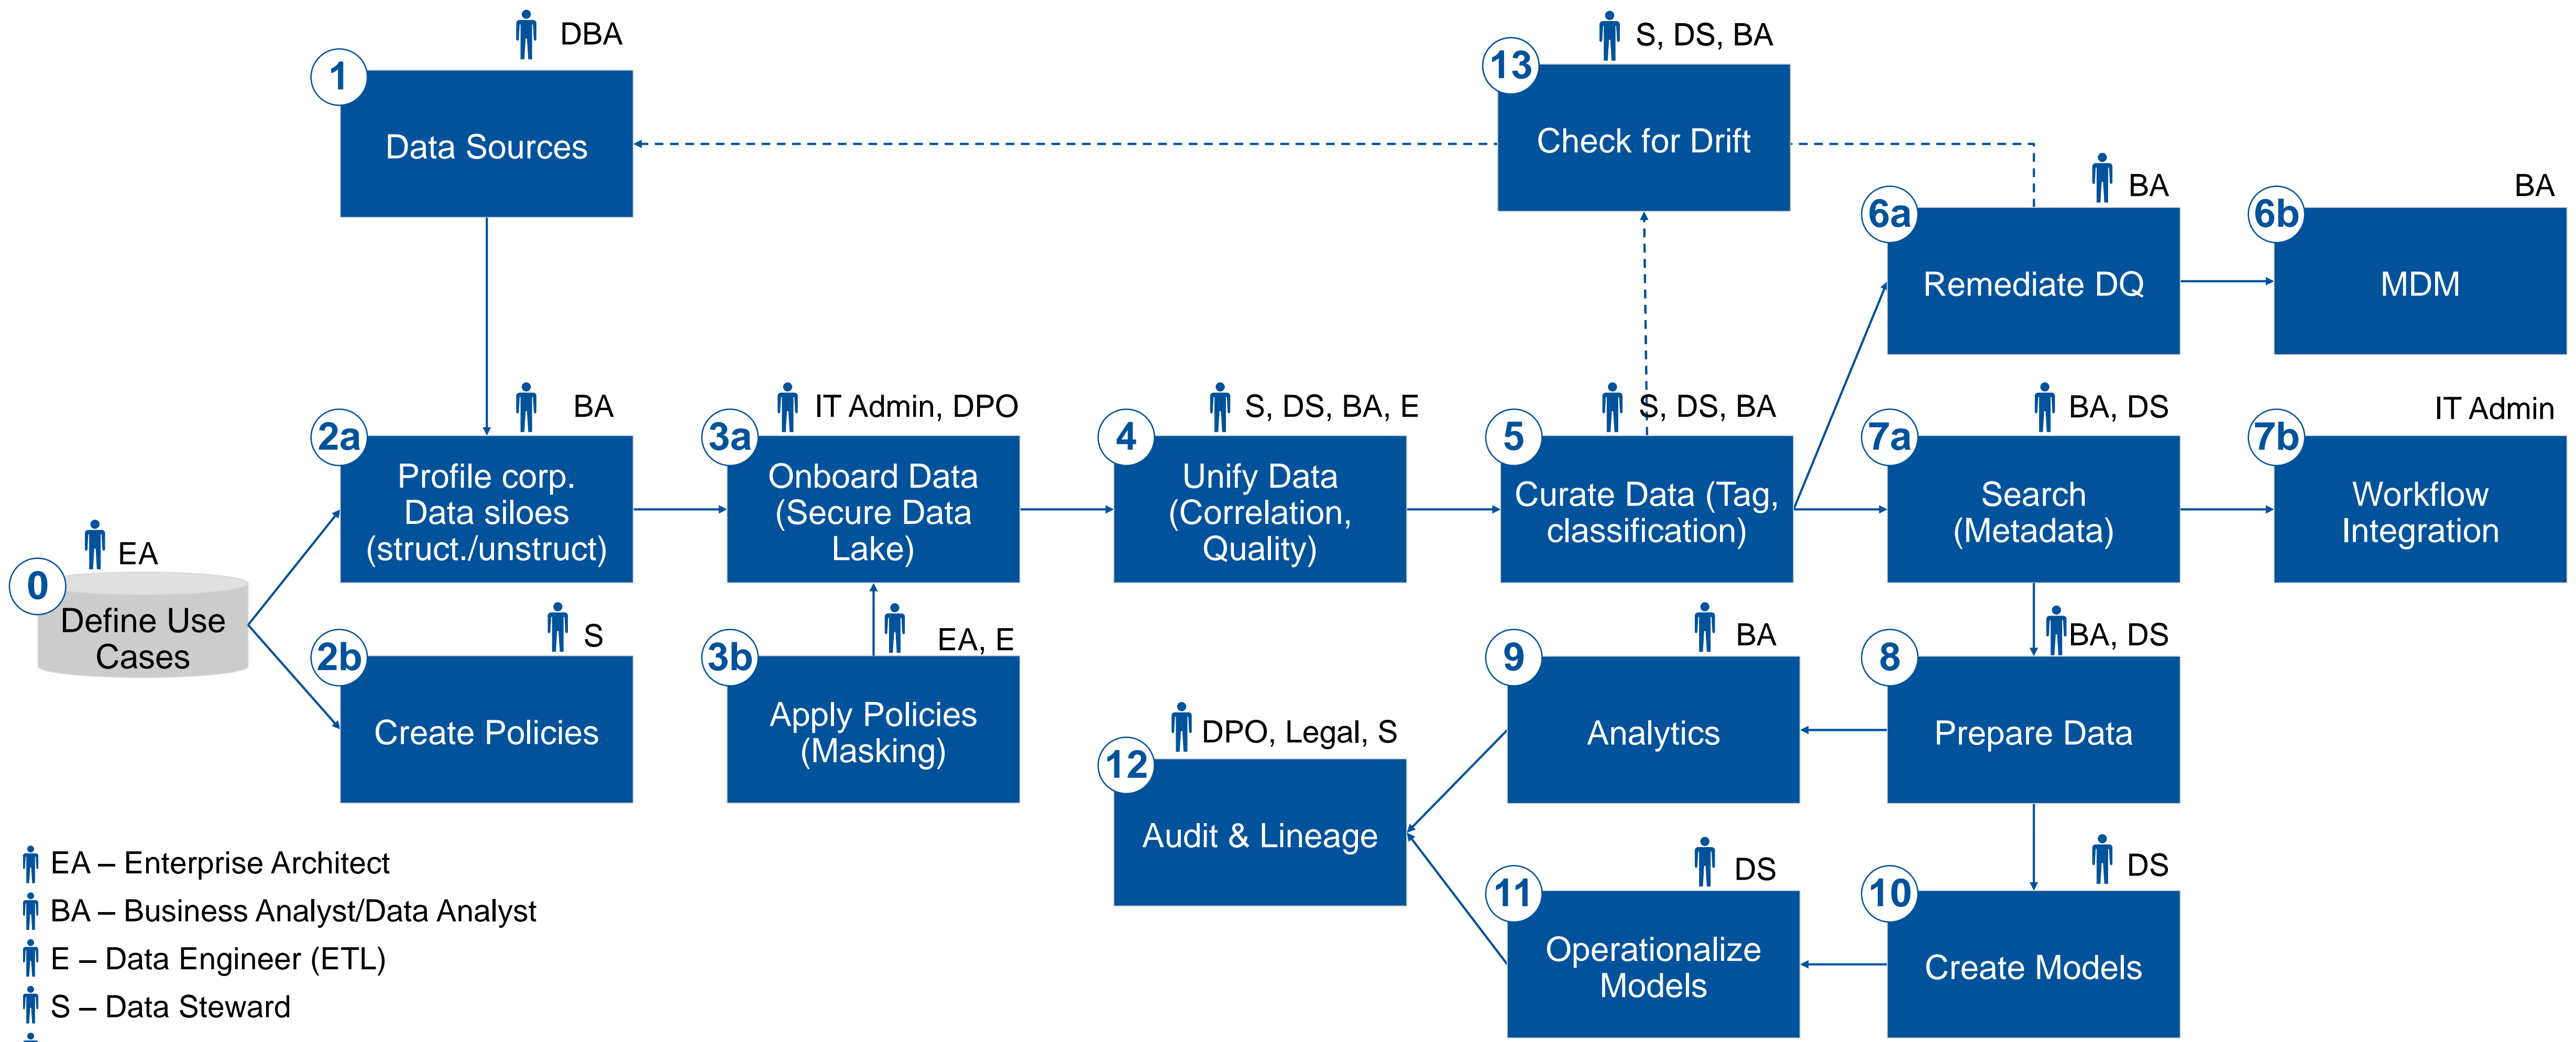 DBA
1
Data Sources
S, DS, BA
13
Check for Drift
BA
6a
Remediate DQ
BA
6b
MDM
EA
0
Define Use
Cases
BA
2a
Profile corp.
Data siloes
(struct./unstruct)
S
2b
Create Policies
IT Admin, DPO
3a
Onboard Data
(Secure Data
Lake)
EA, E
3b
Apply Policies
(Masking)
S, DS, BA, E
4
Unify Data
(Correlation,
Quality)
S, DS, BA
5
Curate Data (Tag,
classification)
BA, DS
7a
Search
(Metadata)
IT Admin
7b
Workflow
Integration
BA, DS
8
Prepare Data
BA
9
Analytics
DS
10
Create Models
DS
11
Operationalize
Models
DPO, Legal, S
12
Audit & Lineage
EA – Enterprise Architect
BA – Business Analyst/Data Analyst
E – Data Engineer (ETL)
S – Data Steward